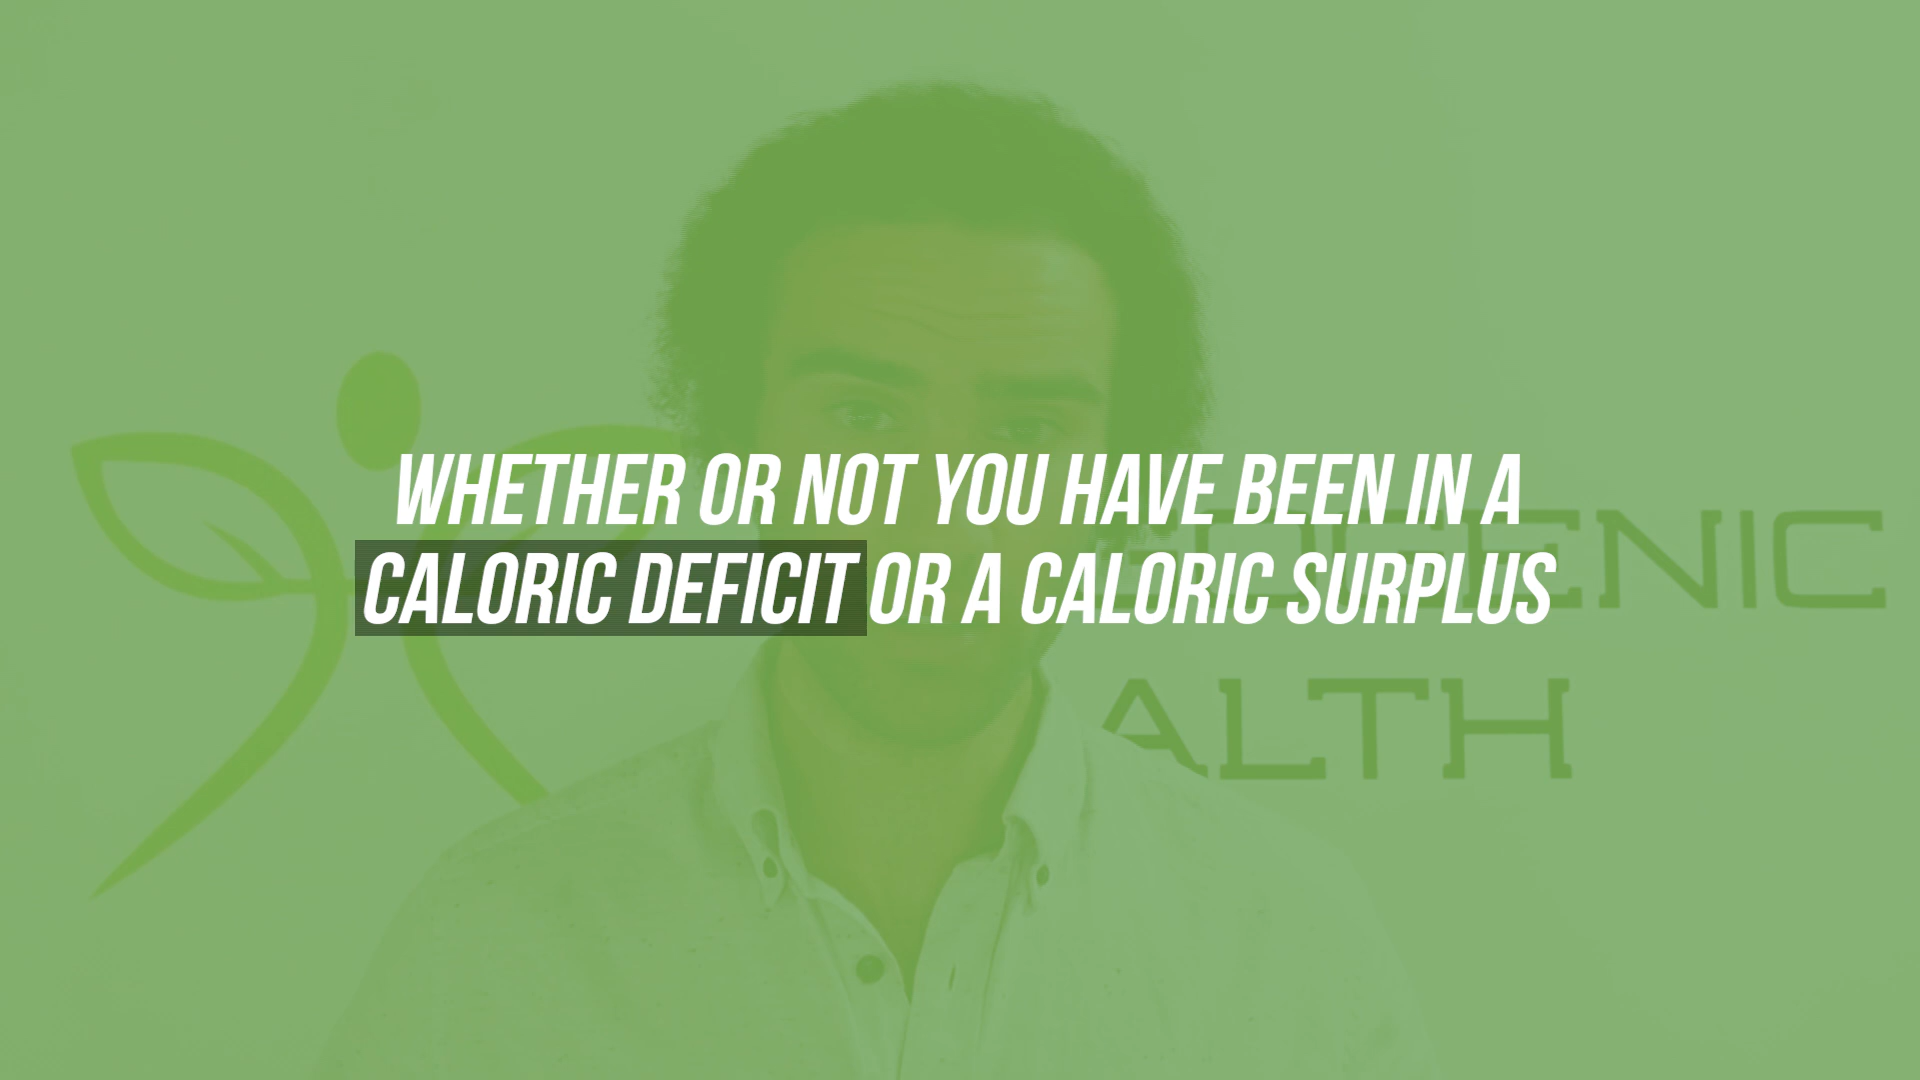 WHETHER OR NOT YOU HAVE BEEN IN A
CALORIC DEFICIT OR A CALORIC SURPLUS